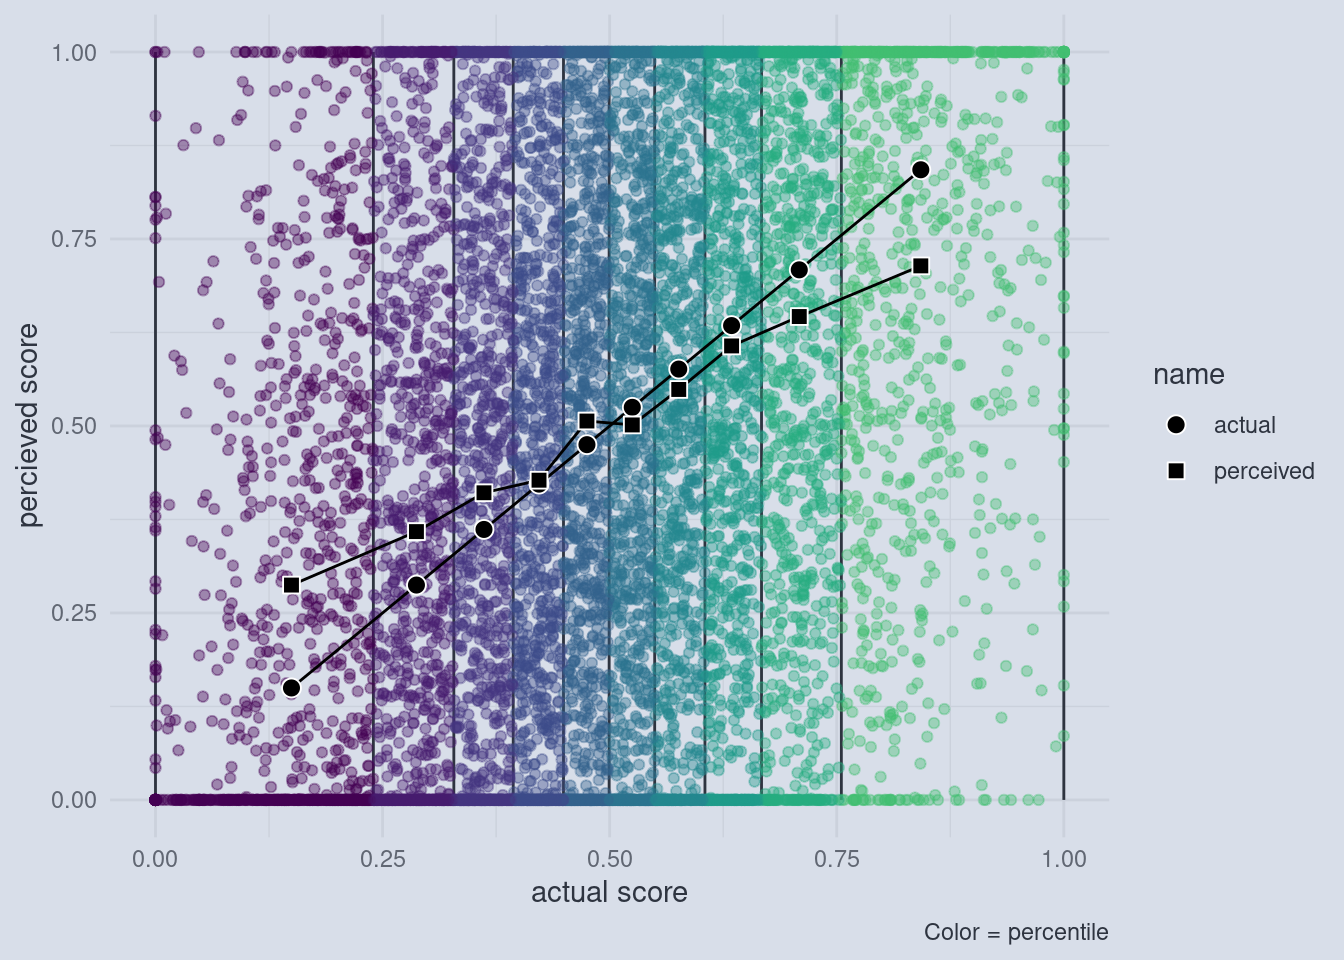 1.00
0.75
0.50
0.25
0.00
percieved score
0.00 0.25 0.50 0.75 1.00
actual score
name
actual
perceived
Color = percentile